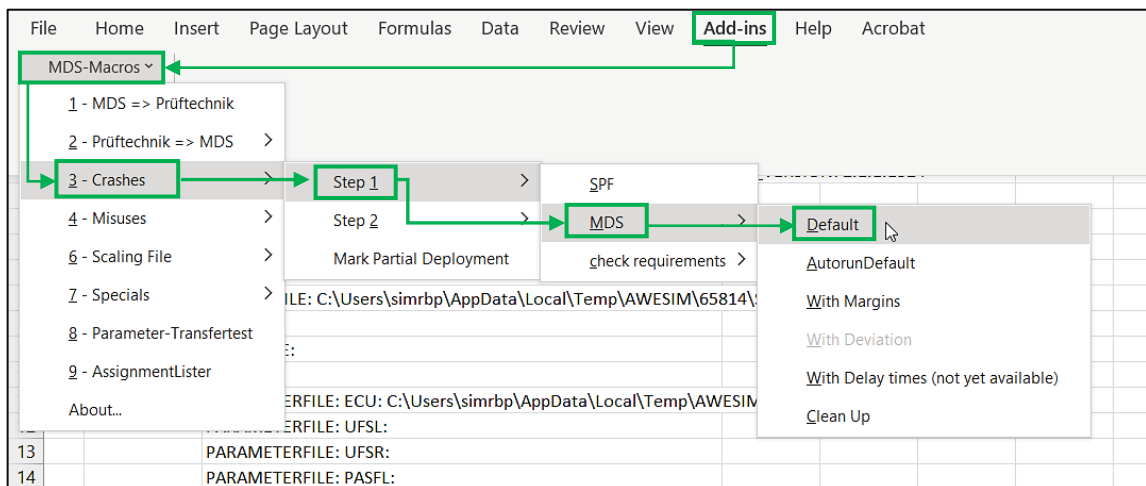 File Home Insert Page Layout Formulas Data Review View Add-ins Help Acrobat
MDS-Macros
1 - MDS => Prüftechnik
2 - Prüftechnik => MDS
3 - Crashes
4 - Misuses
6 - Scaling File
7 - Specials
8 - Parameter-Transfertest
9 - AssignmentLister
About...
Step 1
Step 2
Mark Partial Deployment
SPF
MDS
check requirements
Default
AutorunDefault
With Margins
With Deviation
With Delay times (not yet available)
Clean Up
ILE: C:\Users\simrbp\AppData\Local\Temp\AWESIM\65814\
ERFILE: ECU: C:\Users\simrbp\AppData\Local\Temp\AWESIM
12 PARAMETERFILE: UFSL:
13 PARAMETERFILE: UFSR:
14 PARAMETERFILE: PASFL: